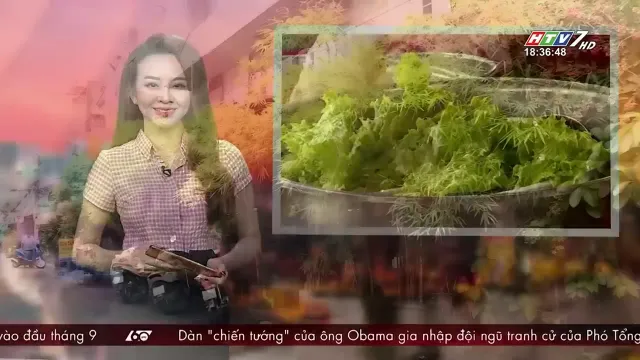 HTV7 HD
18:36:48
vào đầu tháng 9 60 Dàn "chiến tướng" của ông Obama gia nhập đội ngũ tranh cử của Phó Tổng